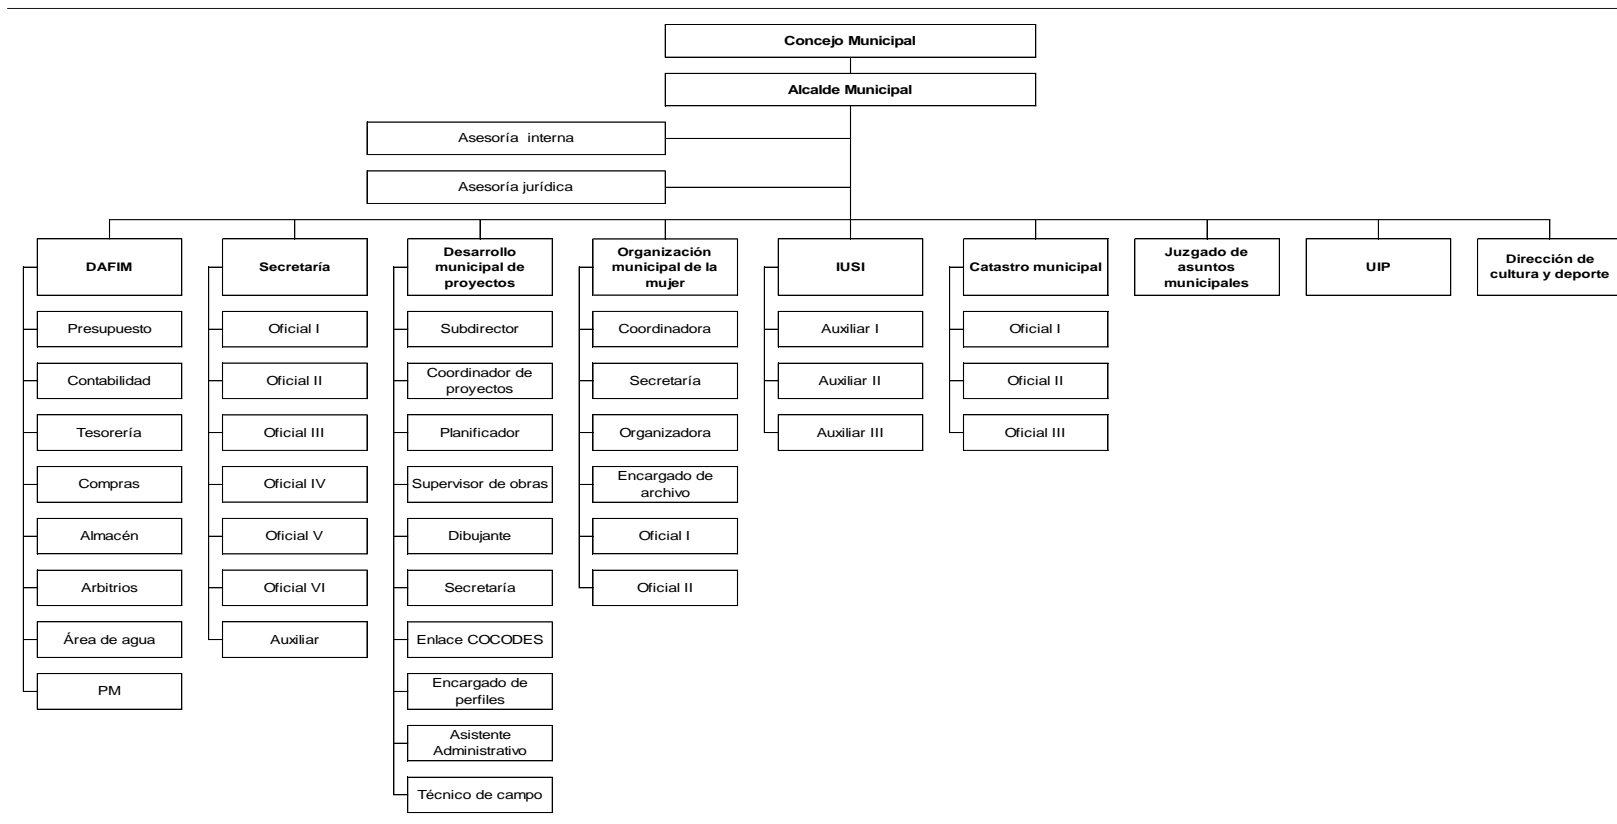 Concejo Municipal
Alcalde Municipal
Asesoría interna
Asesoría jurídica
DAFIM
Presupuesto
Contabilidad
Tesorería
Compras
Almacén
Arbitrios
Área de agua
PM
Secretaría
Oficial I
Oficial II
Oficial III
Oficial IV
Oficial V
Oficial VI
Auxiliar
Desarrollo
municipal de
proyectos
Subdirector
Coordinador de
proyectos
Planificador
Supervisor de obras
Dibujante
Secretaría
Enlace COCODES
Encargado de
perfiles
Asistente
Administrativo
Técnico de campo
Organización
municipal de la
mujer
Coordinadora
Secretaría
Organizadora
Encargado de
archivo
Oficial I
Oficial II
IUSI
Auxiliar I
Auxiliar II
Auxiliar III
Catastro municipal
Oficial I
Oficial II
Oficial III
Juzgado de
asuntos
municipales
UIP
Dirección de
cultura y deporte